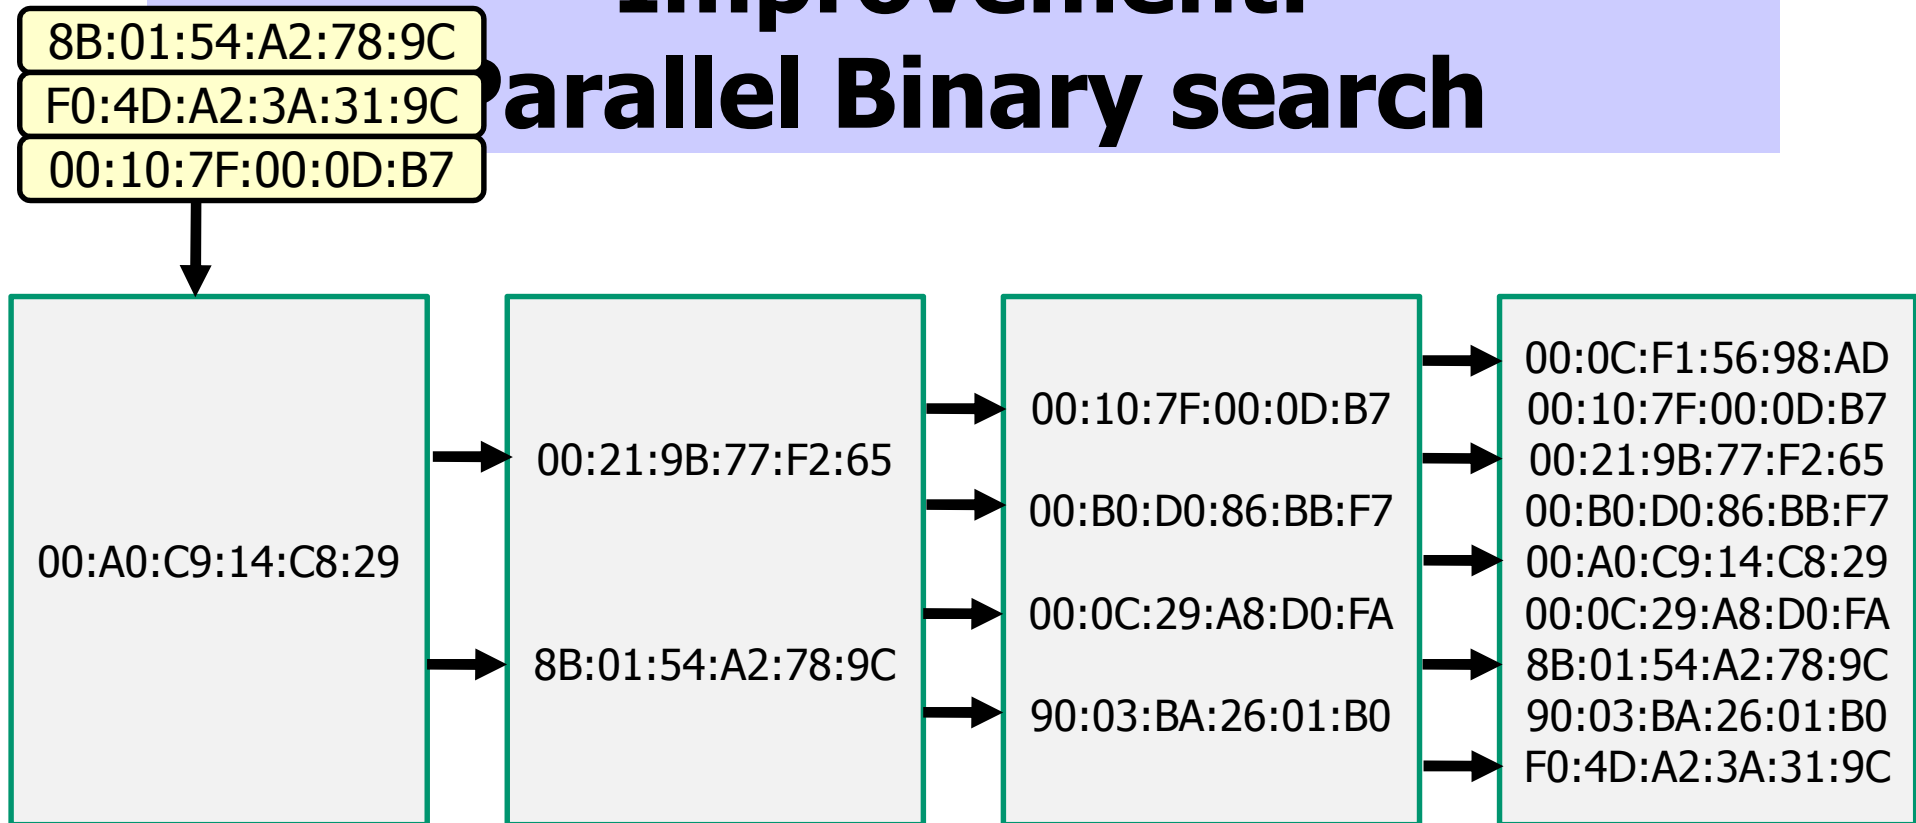 Improvement:
Parallel Binary search
8B:01:54:A2:78:9C
F0:4D:A2:3A:31:9C
00:10:7F:00:0D:B7
00:A0:C9:14:C8:29
00:21:9B:77:F2:65
8B:01:54:A2:78:9C
00:10:7F:00:0D:B7
00:B0:D0:86:BB:F7
00:0C:29:A8:D0:FA
90:03:BA:26:01:B0
00:0C:F1:56:98:AD
00:10:7F:00:0D:B7
00:21:9B:77:F2:65
00:B0:D0:86:BB:F7
00:A0:C9:14:C8:29
00:0C:29:A8:D0:FA
8B:01:54:A2:78:9C
90:03:BA:26:01:B0
F0:4D:A2:3A:31:9C